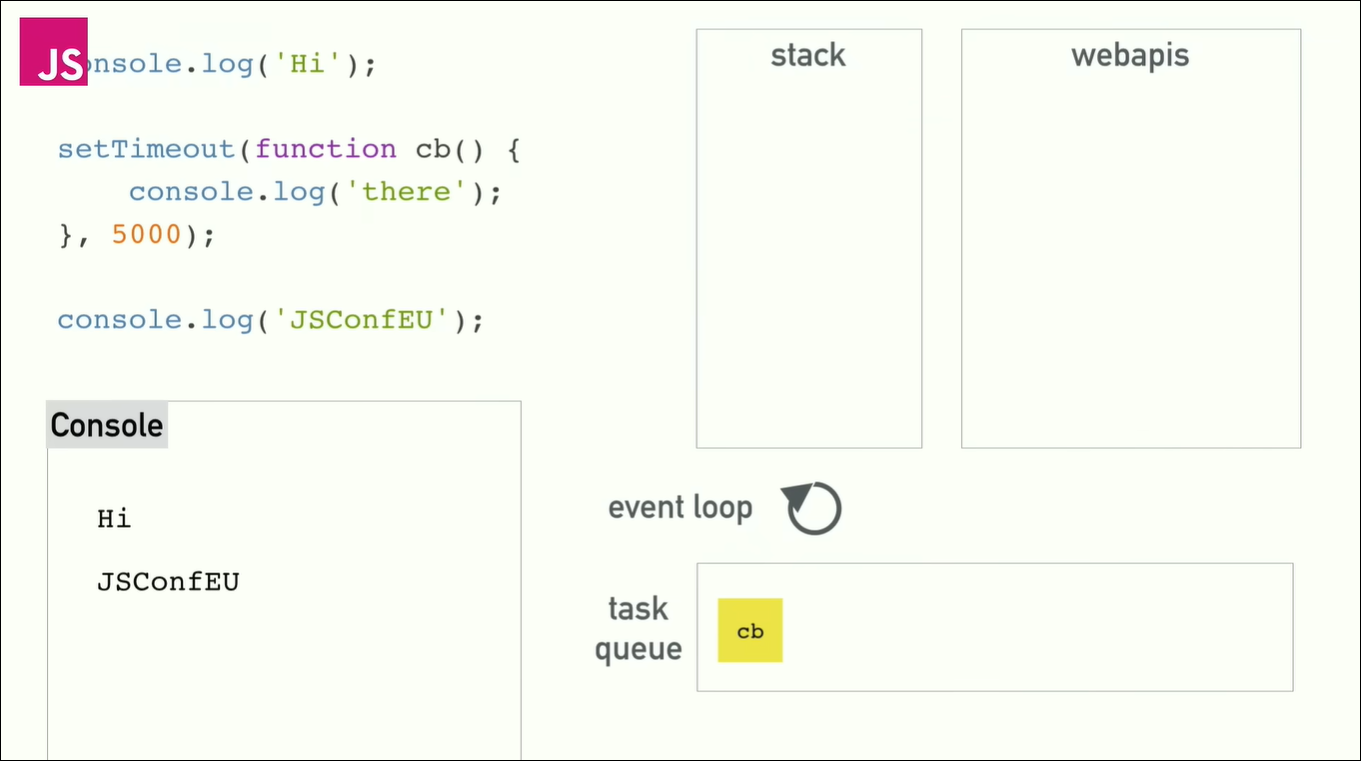 JS
onsole.log('Hi');
setTimeout(function cb() {
    console.log('there');
}, 5000);
console.log('JSConfEU');
Console
Hi
JSConfEU
stack
webapis
event loop
task
queue
cb